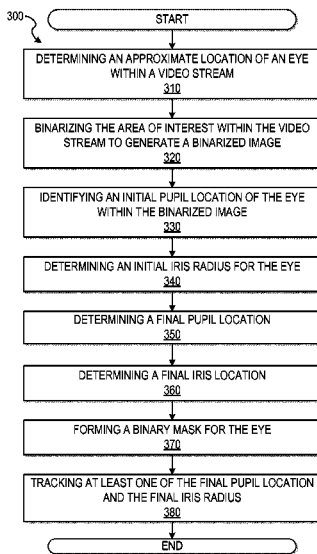 300
START
DETERMINING AN APPROXIMATE LOCATION OF AN EYE
WITHIN A VIDEO STREAM
310
BINARIZING THE AREA OF INTEREST WITHIN THE VIDEO
STREAM TO GENERATE A BINARIZED IMAGE
320
IDENTIFYING AN INITIAL PUPIL LOCATION OF THE EYE
WITHIN THE BINARIZED IMAGE
330
DETERMINING AN INITIAL IRIS RADIUS FOR THE EYE
340
DETERMINING A FINAL PUPIL LOCATION
350
DETERMINING A FINAL IRIS LOCATION
360
FORMING A BINARY MASK FOR THE EYE
370
TRACKING AT LEAST ONE OF THE FINAL PUPIL LOCATION
AND THE FINAL IRIS RADIUS
380
END